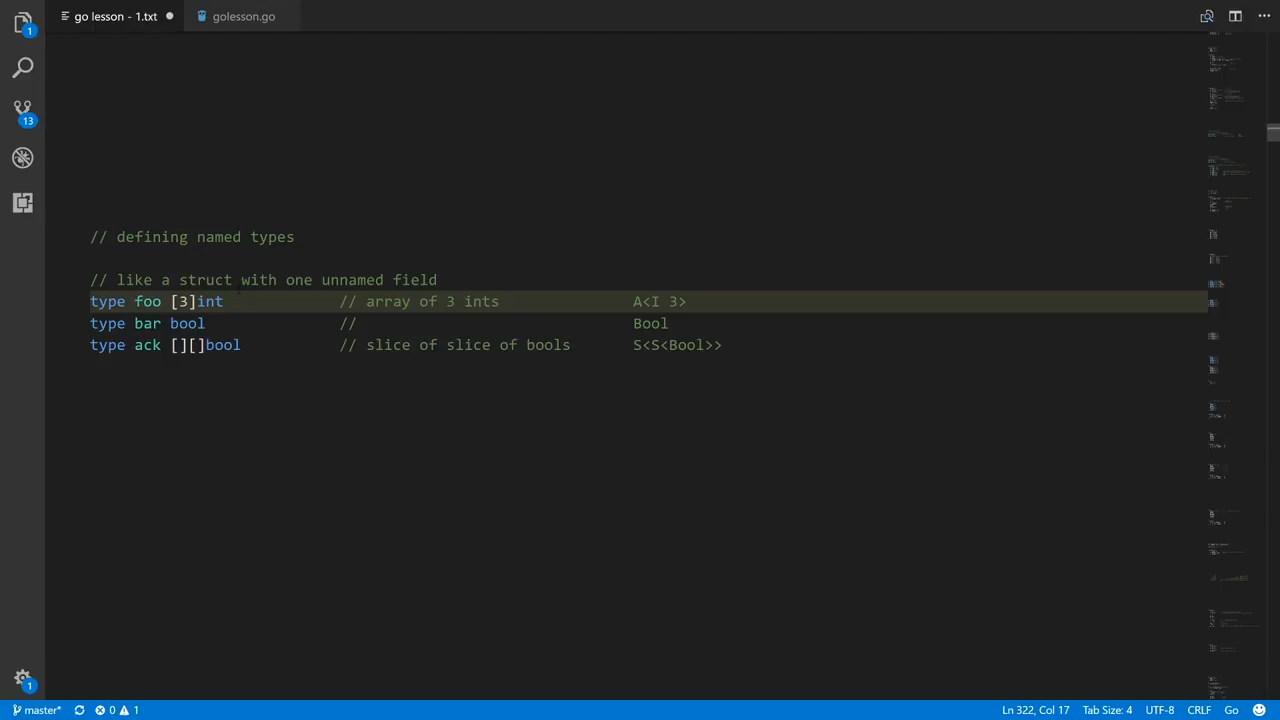 1
go lesson - 1.txt
golesson.go
13
// defining named types
// like a struct with one unnamed field
type foo [3]int // array of 3 ints A<I 3>
type bar bool // Bool
type ack [][]bool // slice of slice of bools S<S<Bool>>
1
master* 0 1 Ln 322, Col 17 Tab Size: 4 UTF-8 CRLF Go